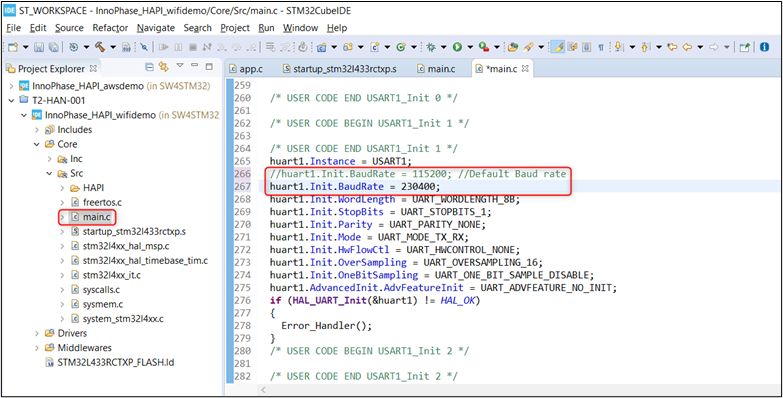 ST_WORKSPACE - InnoPhase_HAPI_wifidemo/Core/Src/main.c - STM32CubeIDE
File Edit Source Refactor Navigate Search Project Run Window Help
Project Explorer
InnoPhase_HAPI_awsdemo (in SW4STM32)
T2-HAN-001
InnoPhase_HAPI_wifidemo (in SW4STM32
Includes
Core
Inc
Src
HAPI
freertos.c
main.c
startup_stm32l433rctxp.s
stm32l4xx_hal_msp.c
stm32l4xx_hal_timebase_tim.c
stm32l4xx_it.c
syscalls.c
sysmem.c
system_stm32l4xx.c
Drivers
Middlewares
STM32L433RCTXP_FLASH.ld
app.c startup_stm32l433rctxp.s main.c *main.c
259
260 /* USER CODE END USART1_Init 0 */
261
262 /* USER CODE BEGIN USART1_Init 1 */
263
264 /* USER CODE END USART1_Init 1 */
265 huart1.Instance = USART1;
266 //huart1.Init.BaudRate = 115200; //Default Baud rate
267 huart1.Init.BaudRate = 230400;
268 huart1.Init.WordLength = UART_WORDLENGTH_8B;
269 huart1.Init.StopBits = UART_STOPBITS_1;
270 huart1.Init.Parity = UART_PARITY_NONE;
271 huart1.Init.Mode = UART_MODE_TX_RX;
272 huart1.Init.HwFlowCtl = UART_HWCONTROL_NONE;
273 huart1.Init.OverSampling = UART_OVERSAMPLING_16;
274 huart1.Init.OneBitSampling = UART_ONE_BIT_SAMPLE_DISABLE;
275 huart1.AdvancedInit.AdvFeatureInit = UART_ADVFEATURE_NO_INIT;
276 if (HAL_UART_Init(&huart1) != HAL_OK)
277 {
278 Error_Handler();
279 }
280 /* USER CODE BEGIN USART1_Init 2 */
281
282 /* USER CODE END USART1_Init 2 */